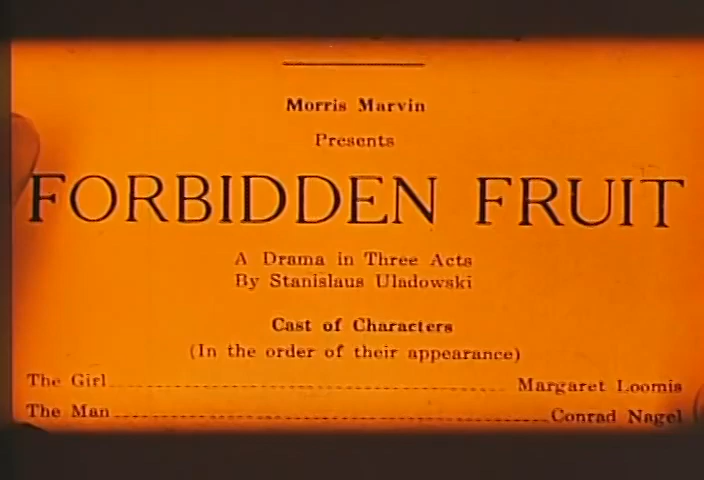 Morris Marvin
Presents
FORBIDDEN FRUIT
A Drama in Three Acts
By Stanislaus Uladowski
Cast of Characters
(In the order of their appearance)
The Girl Margaret Loomis
The Man Conrad Nagel